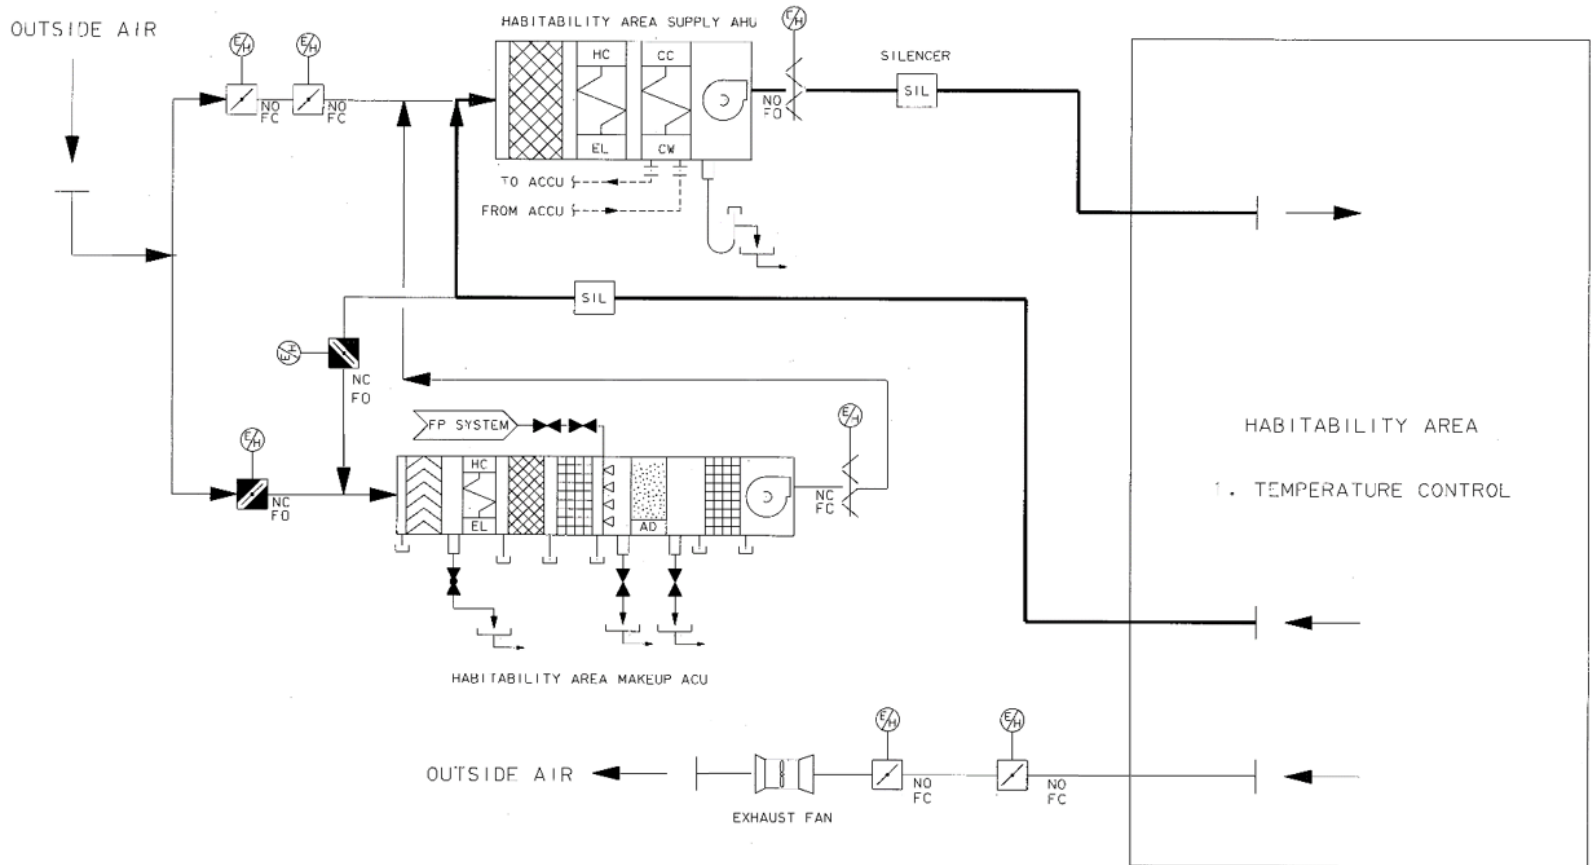 HABITABILITY AREA SUPPLY AHU
E/H
OUTSIDE AIR
E/H
E/H
SILENCER
HC
CC
NO
FC
NO
FC
NO
FO
SIL
EL
CW
TO ACCU
FROM ACCU
SIL
E/H
NC
FO
FP SYSTEM
E/H
E/H
HABITABILITY AREA
1. TEMPERATURE CONTROL
HC
EL
AD
NC
FO
NC
FC
HABITABILITY AREA MAKEUP ACU
E/H
E/H
OUTSIDE AIR
NO
FC
NO
FC
EXHAUST FAN